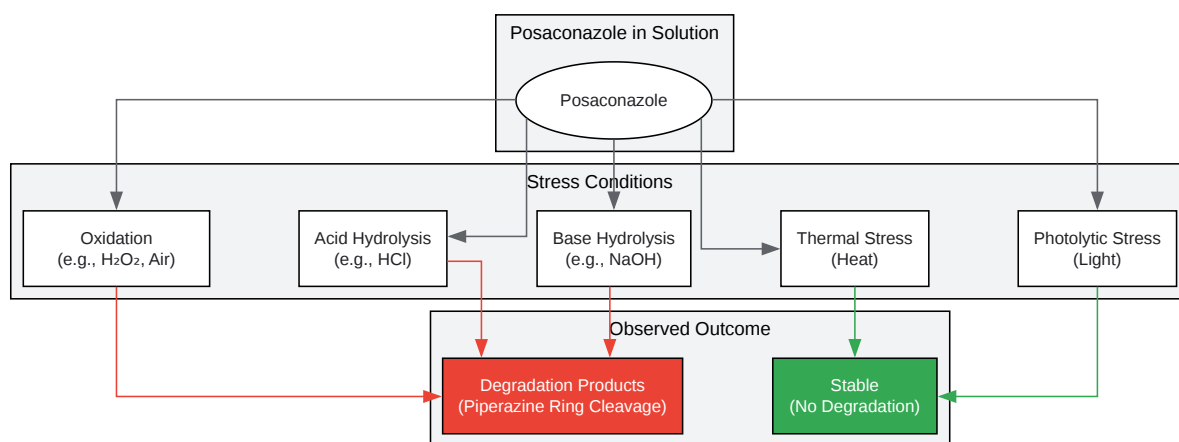 Posaconazole in Solution
Posaconazole
Stress Conditions
Oxidation
(e.g., H₂O₂, Air)
Acid Hydrolysis
(e.g., HCl)
Base Hydrolysis
(e.g., NaOH)
Thermal Stress
(Heat)
Photolytic Stress
(Light)
Observed Outcome
Degradation Products
(Piperazine Ring Cleavage)
Stable
(No Degradation)